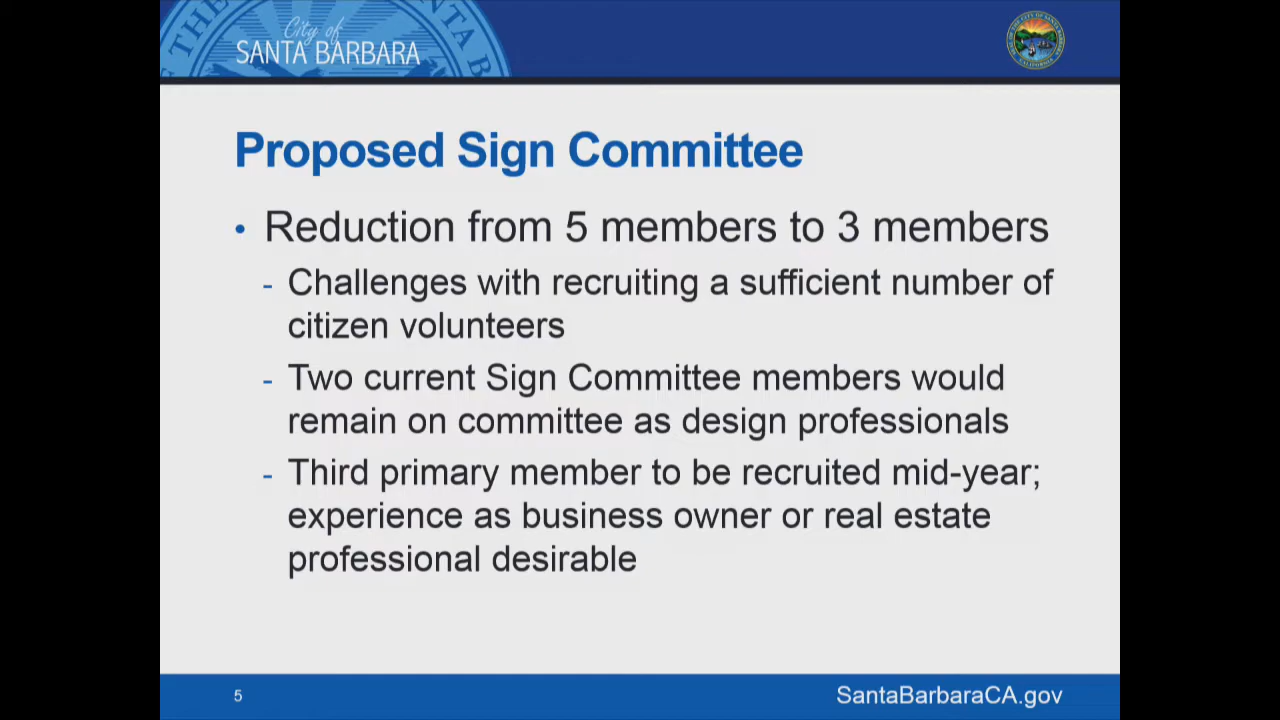 City of
SANTA BARBARA
Proposed Sign Committee
• Reduction from 5 members to 3 members
- Challenges with recruiting a sufficient number of
citizen volunteers
- Two current Sign Committee members would
remain on committee as design professionals
- Third primary member to be recruited mid-year;
experience as business owner or real estate
professional desirable
5
SantaBarbaraCA.gov